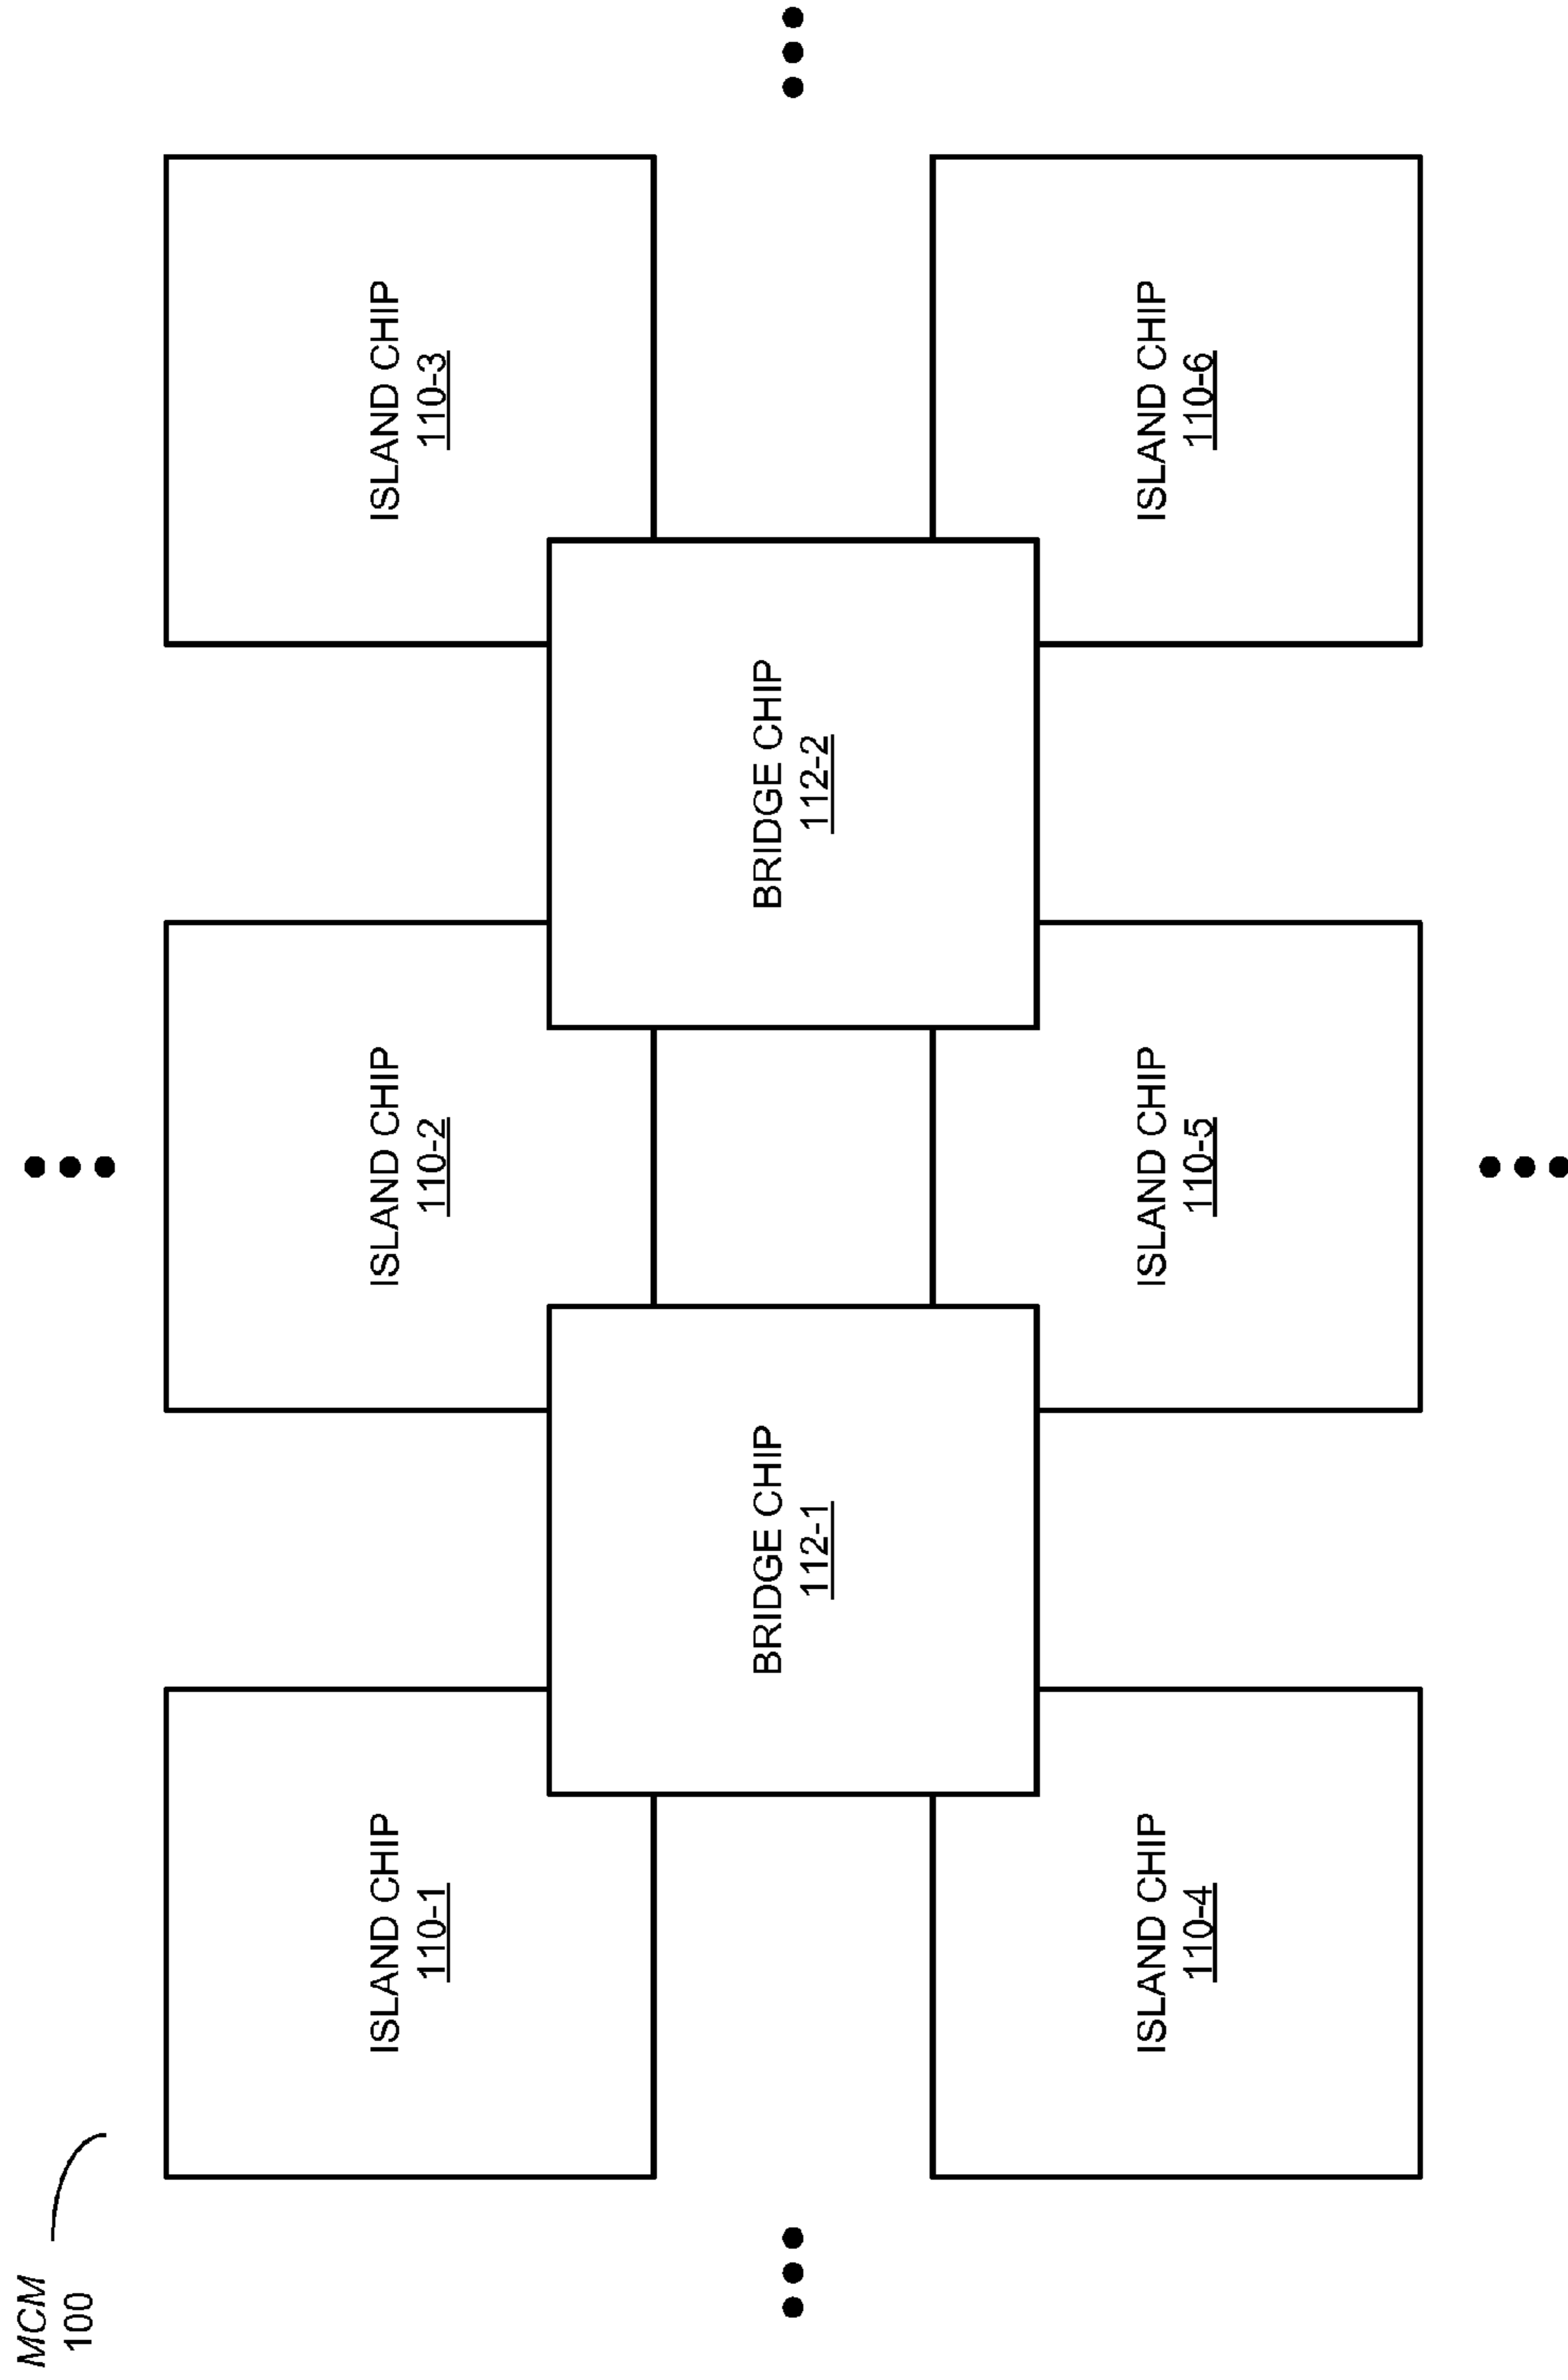 MCM
100
ISLAND CHIP
110-1
ISLAND CHIP
110-2
ISLAND CHIP
110-3
BRIDGE CHIP
112-1
BRIDGE CHIP
112-2
ISLAND CHIP
110-4
ISLAND CHIP
110-5
ISLAND CHIP
110-6